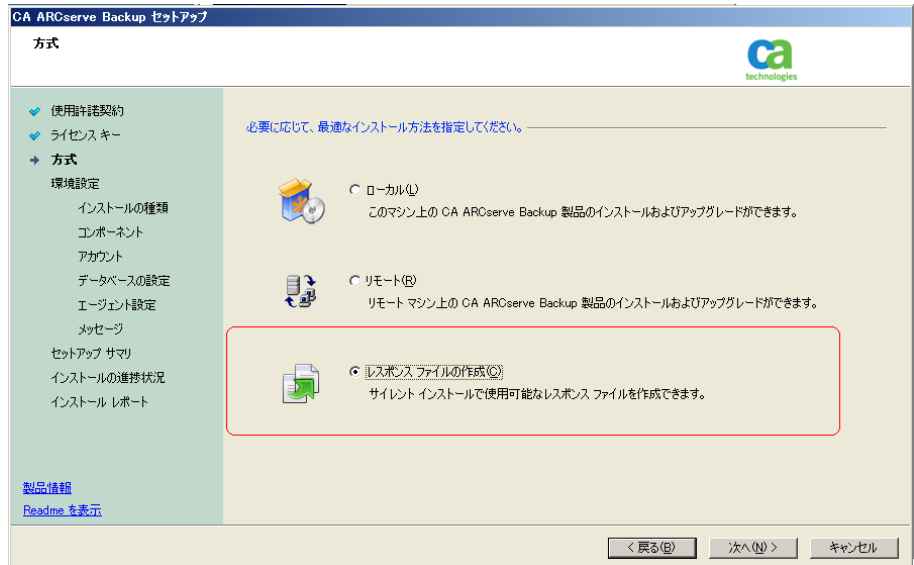 CA ARCserve Backup セットアップ
方式
ca
technologies
使用許諾契約
ライセンス キー
方式
環境設定
インストールの種類
コンポーネント
アカウント
データベースの設定
エージェント設定
メッセージ
セットアップ サマリ
インストールの進捗状況
インストール レポート
製品情報
Readme を表示
必要に応じて、最適なインストール方法を指定してください。
ローカル(L)
このマシン上の CA ARCserve Backup 製品のインストールおよびアップグレードができます。
リモート(R)
リモート マシン上の CA ARCserve Backup 製品のインストールおよびアップグレードができます。
レスポンス ファイルの作成(C)
サイレント インストールで使用可能なレスポンス ファイルを作成できます。
< 戻る(B)
次へ(N) >
キャンセル